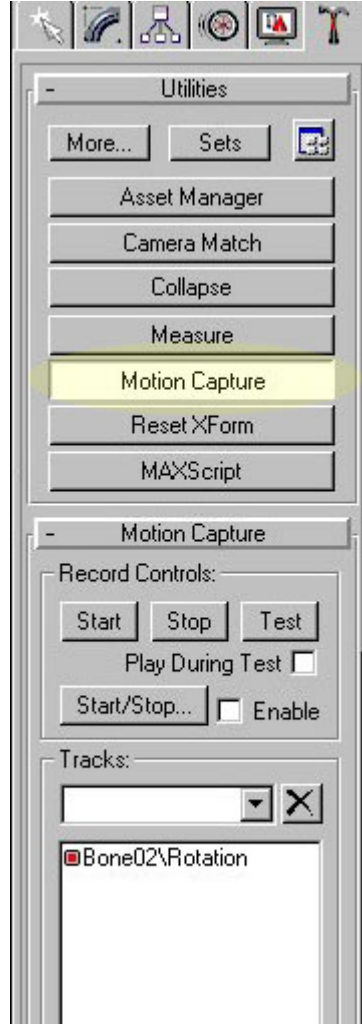 - Utilities
More... Sets
Asset Manager
Camera Match
Collapse
Measure
Motion Capture
Reset XForm
MAXScript
- Motion Capture
Record Controls:
Start Stop Test
Play During Test
Start/Stop... Enable
Tracks:
Bone02\Rotation